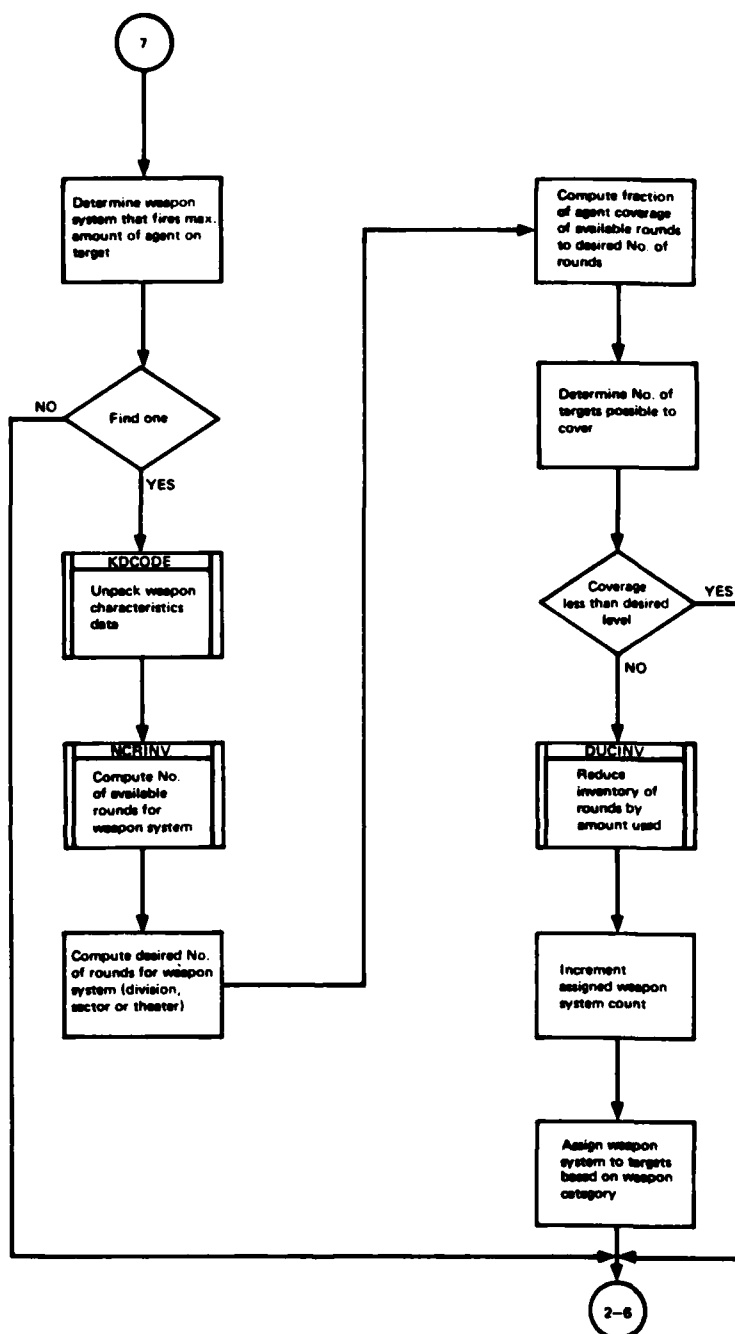 7
Determine weapon
system that fires max.
amount of agent on
target
NO
Find one
YES
KDCODE
Unpack weapon
characteristics
data
NCRINV
Compute No.
of available
rounds for
weapon system
Compute desired No.
of rounds for weapon
system (division,
sector or theater)
Compute fraction
of agent coverage
of available rounds
to desired No. of
rounds
Determine No. of
targets possible to
cover
Coverage
less than desired
level
YES
NO
DUCINV
Reduce
inventory of
rounds by
amount used
Increment
assigned weapon
system count
Assign weapon
system to targets
based on weapon
category
2-6